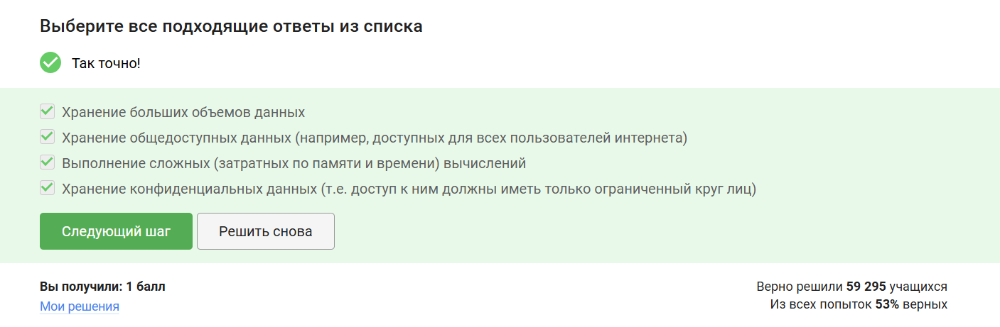 Выберите все подходящие ответы из списка
Так точно!
Хранение больших объемов данных
Хранение общедоступных данных (например, доступных для всех пользователей интернета)
Выполнение сложных (затратных по памяти и времени) вычислений
Хранение конфиденциальных данных (т.е. доступ к ним должны иметь только ограниченный круг лиц)
Следующий шаг
Решить снова
Вы получили: 1 балл
Мои решения
Верно решили 59 295 учащихся
Из всех попыток 53% верных